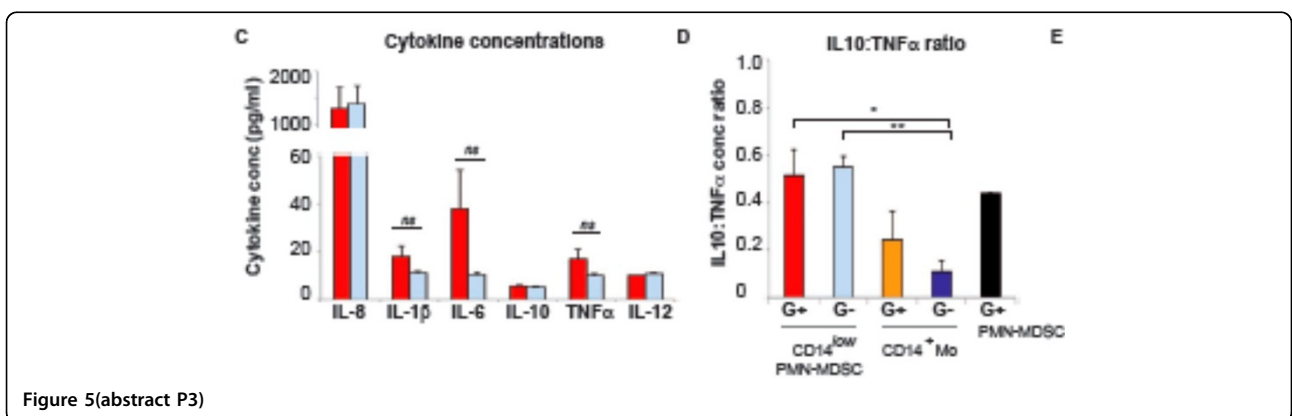 C
Cytokine concentrations
Cytokine conc (pg/ml)
2000
1000
60
40
20
0
ns
ns
ns
IL-8 IL-1β IL-6 IL-10 TNFα IL-12
D
IL10:TNFα ratio
IL10:TNFα conc ratio
1.0
0.8
0.6
0.4
0.2
0
*
**
G+ G- G+ G- G+
CD14low CD14+Mo PMN-MDSC
PMN-MDSC
E
Figure 5(abstract P3)